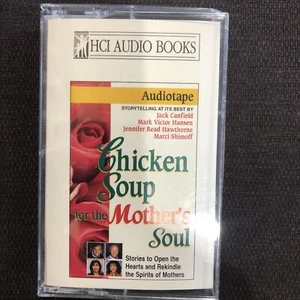 HCI AUDIO BOOKS
Audiotape
STORYTELLING AT ITS BEST BY
Jack Canfield
Mark Victor Hansen
Jennifer Read Hawthorne
Marci Shimoff
Chicken
Soup
for the Mother's
Soul
Stories to Open the
Hearts and Rekindle
the Spirits of Mothers